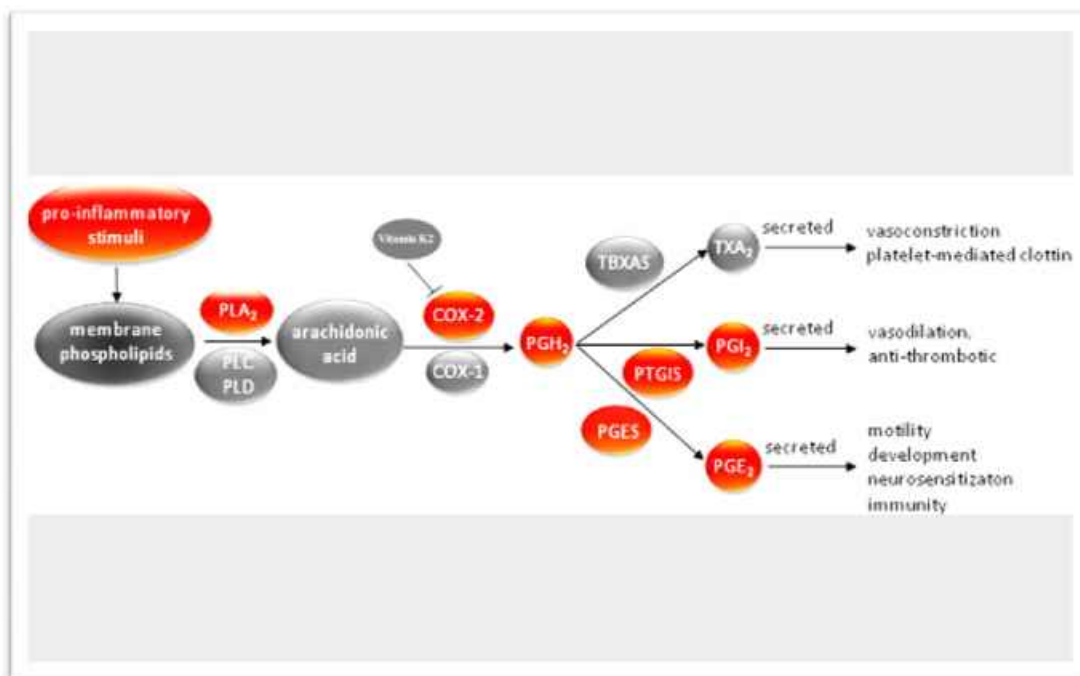 pro-inflammatory
stimuli
membrane
phospholipids
PLA₂
PLC
PLD
arachidonic
acid
Vitamin K2
COX-2
COX-1
PGH₂
TBXAS
PTGIS
PGES
TXA₂
secreted
vasoconstriction
platelet-mediated clottin
PGI₂
secreted
vasodilation,
anti-thrombotic
PGE₂
secreted
motility
development
neurosensitizaton
immunity